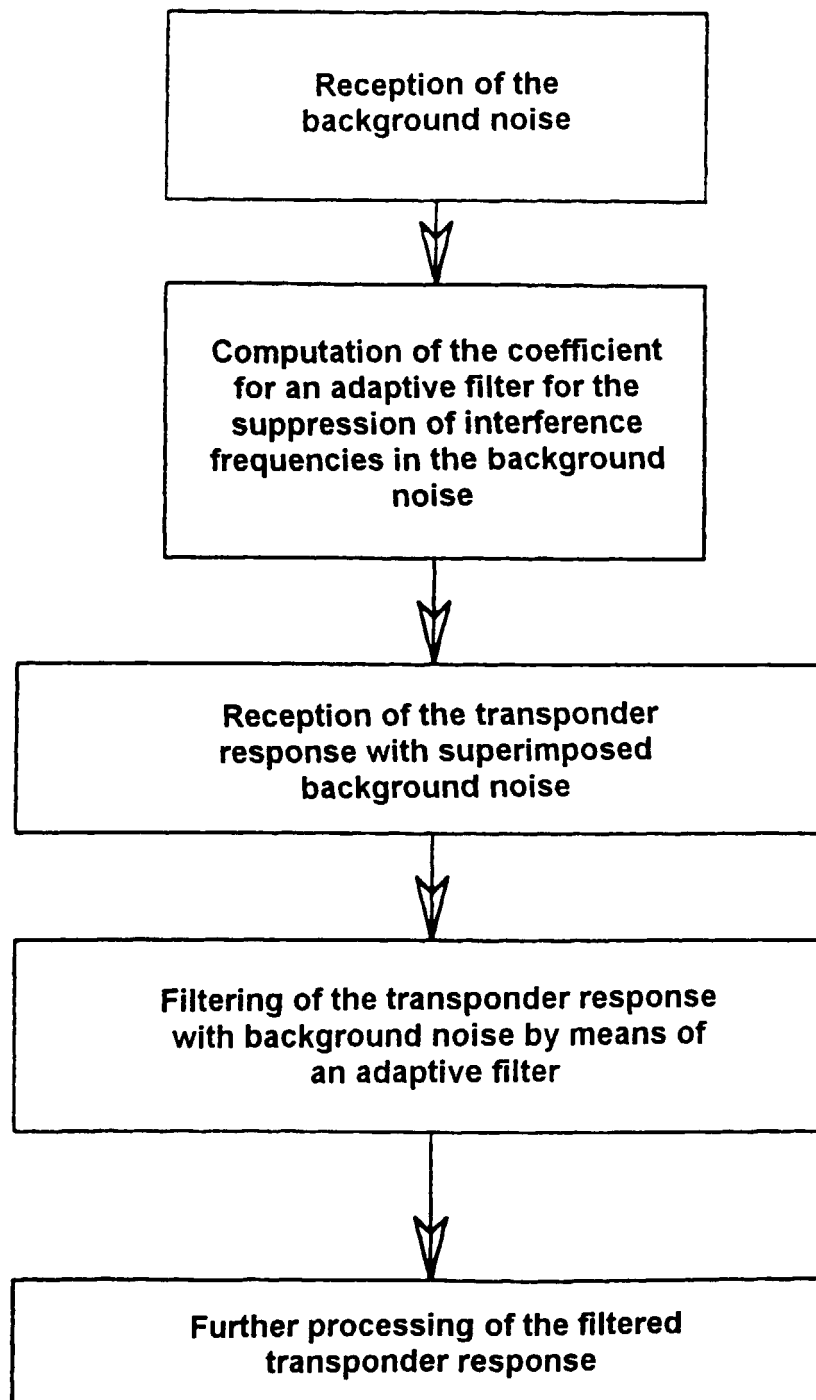 Reception of the
background noise
Computation of the coefficient
for an adaptive filter for the
suppression of interference
frequencies in the background
noise
Reception of the transponder
response with superimposed
background noise
Filtering of the transponder response
with background noise by means of
an adaptive filter
Further processing of the filtered
transponder response